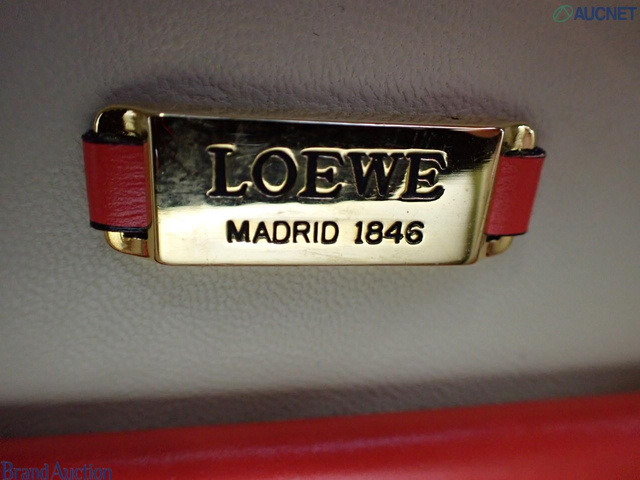 AUCNET
LOEWE
MADRID 1846
Brand Auction